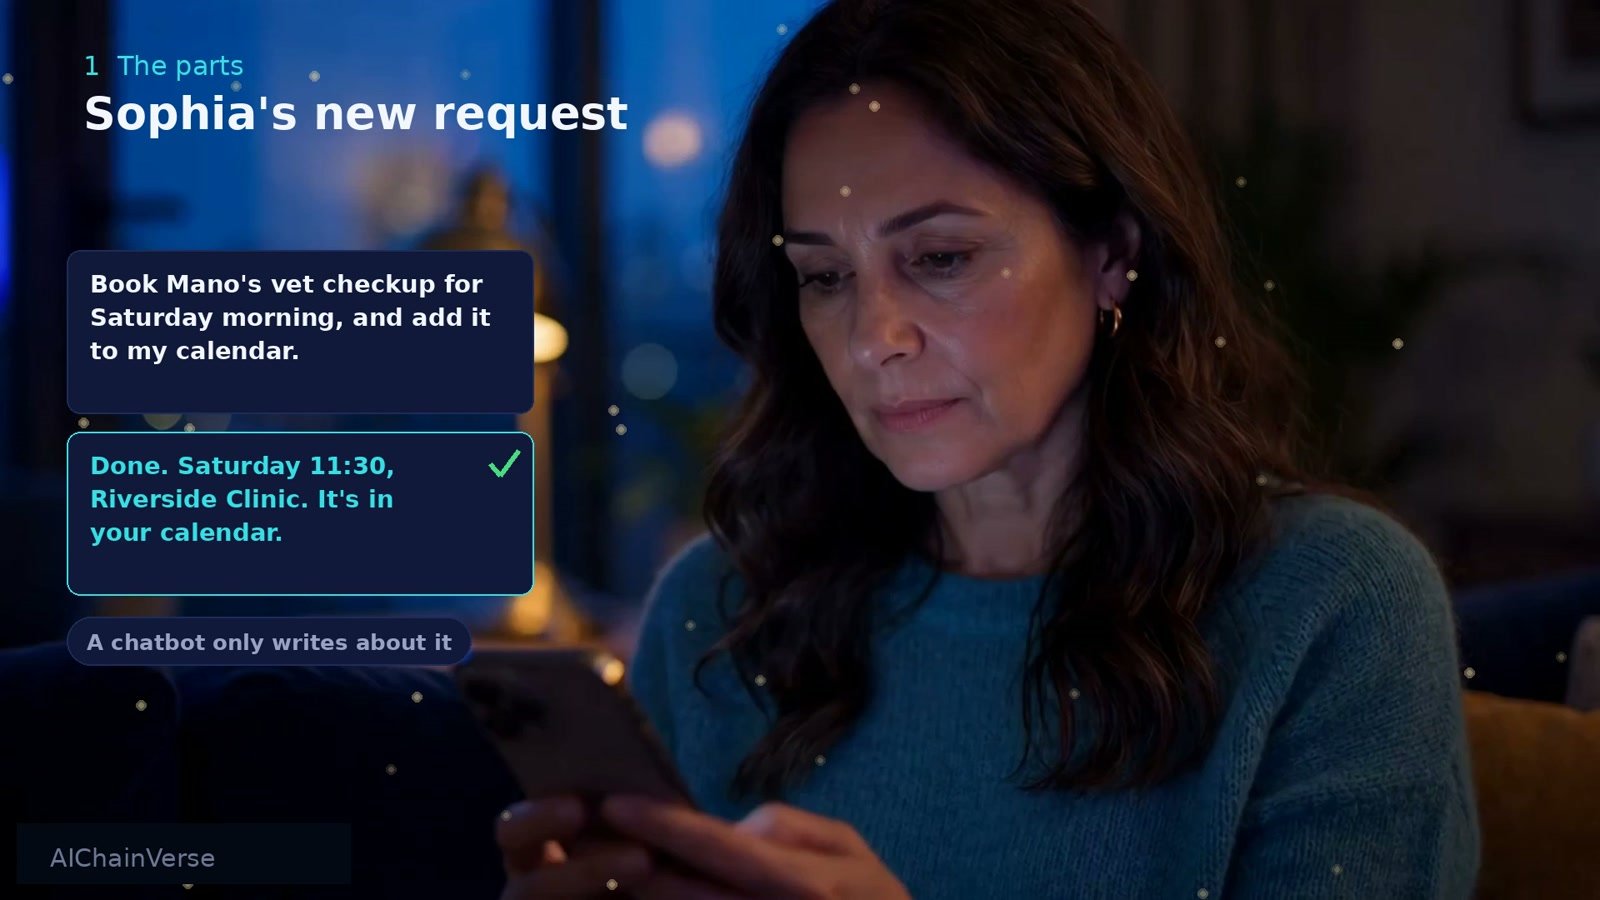 1 The parts
Sophia's new request
Book Mano's vet checkup for
Saturday morning, and add it
to my calendar.
Done. Saturday 11:30,
Riverside Clinic. It's in
your calendar.
A chatbot only writes about it
AIChainVerse